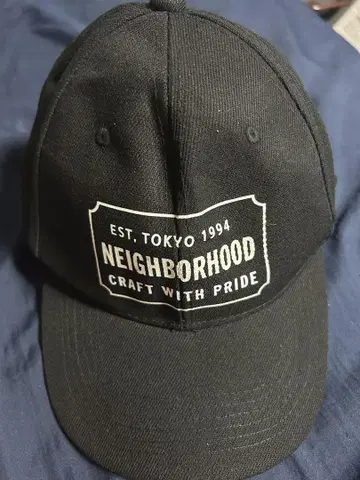 EST. TOKYO 1994
NEIGHBORHOOD
CRAFT WITH PRIDE